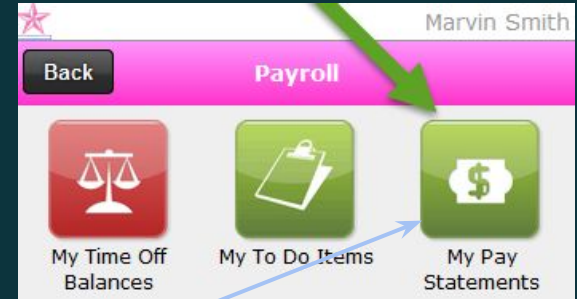 Marvin Smith
Back
Payroll
My Time Off
Balances
My To Do Items
My Pay
Statements
$